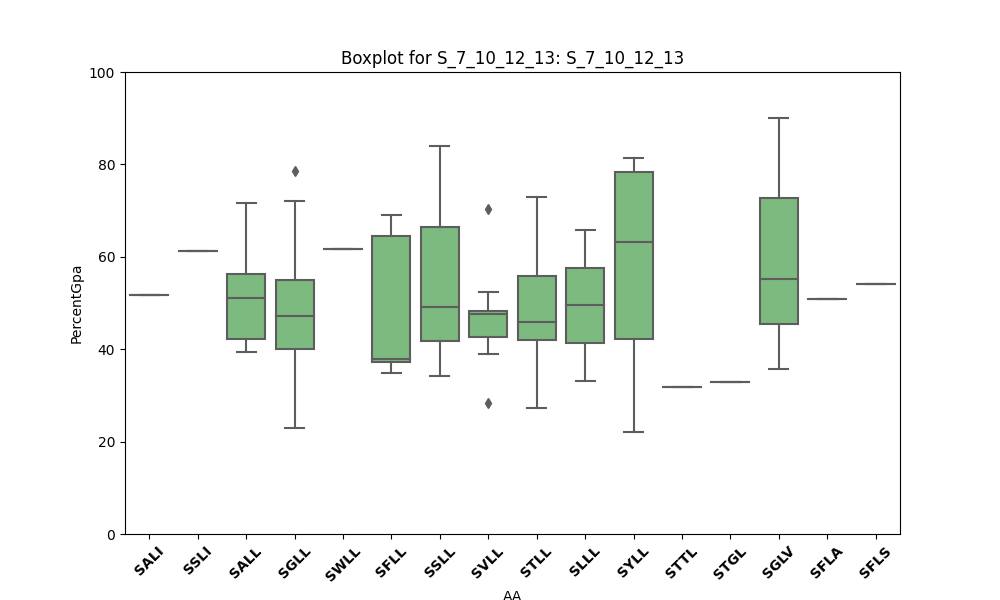 Boxplot for S_7_10_12_13: S_7_10_12_13
100
80
60
40
20
0
PercentGpa
SALI SSLI SALL SGLL SWLL SFLL SSLL SVLL STLL SLLL SYLL STTL STGL SGLV SFLA SFLS
AA